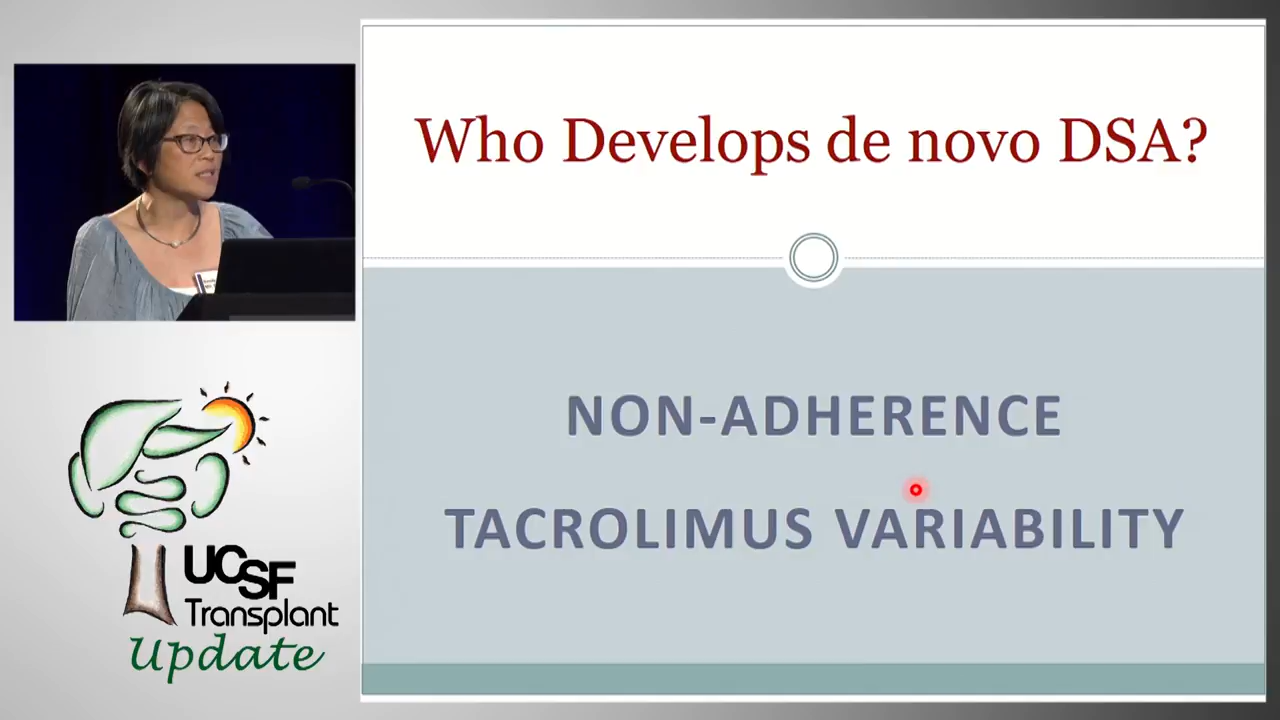 Who Develops de novo DSA?
NON-ADHERENCE
TACROLIMUS VARIABILITY
UCSF
Transplant
Update